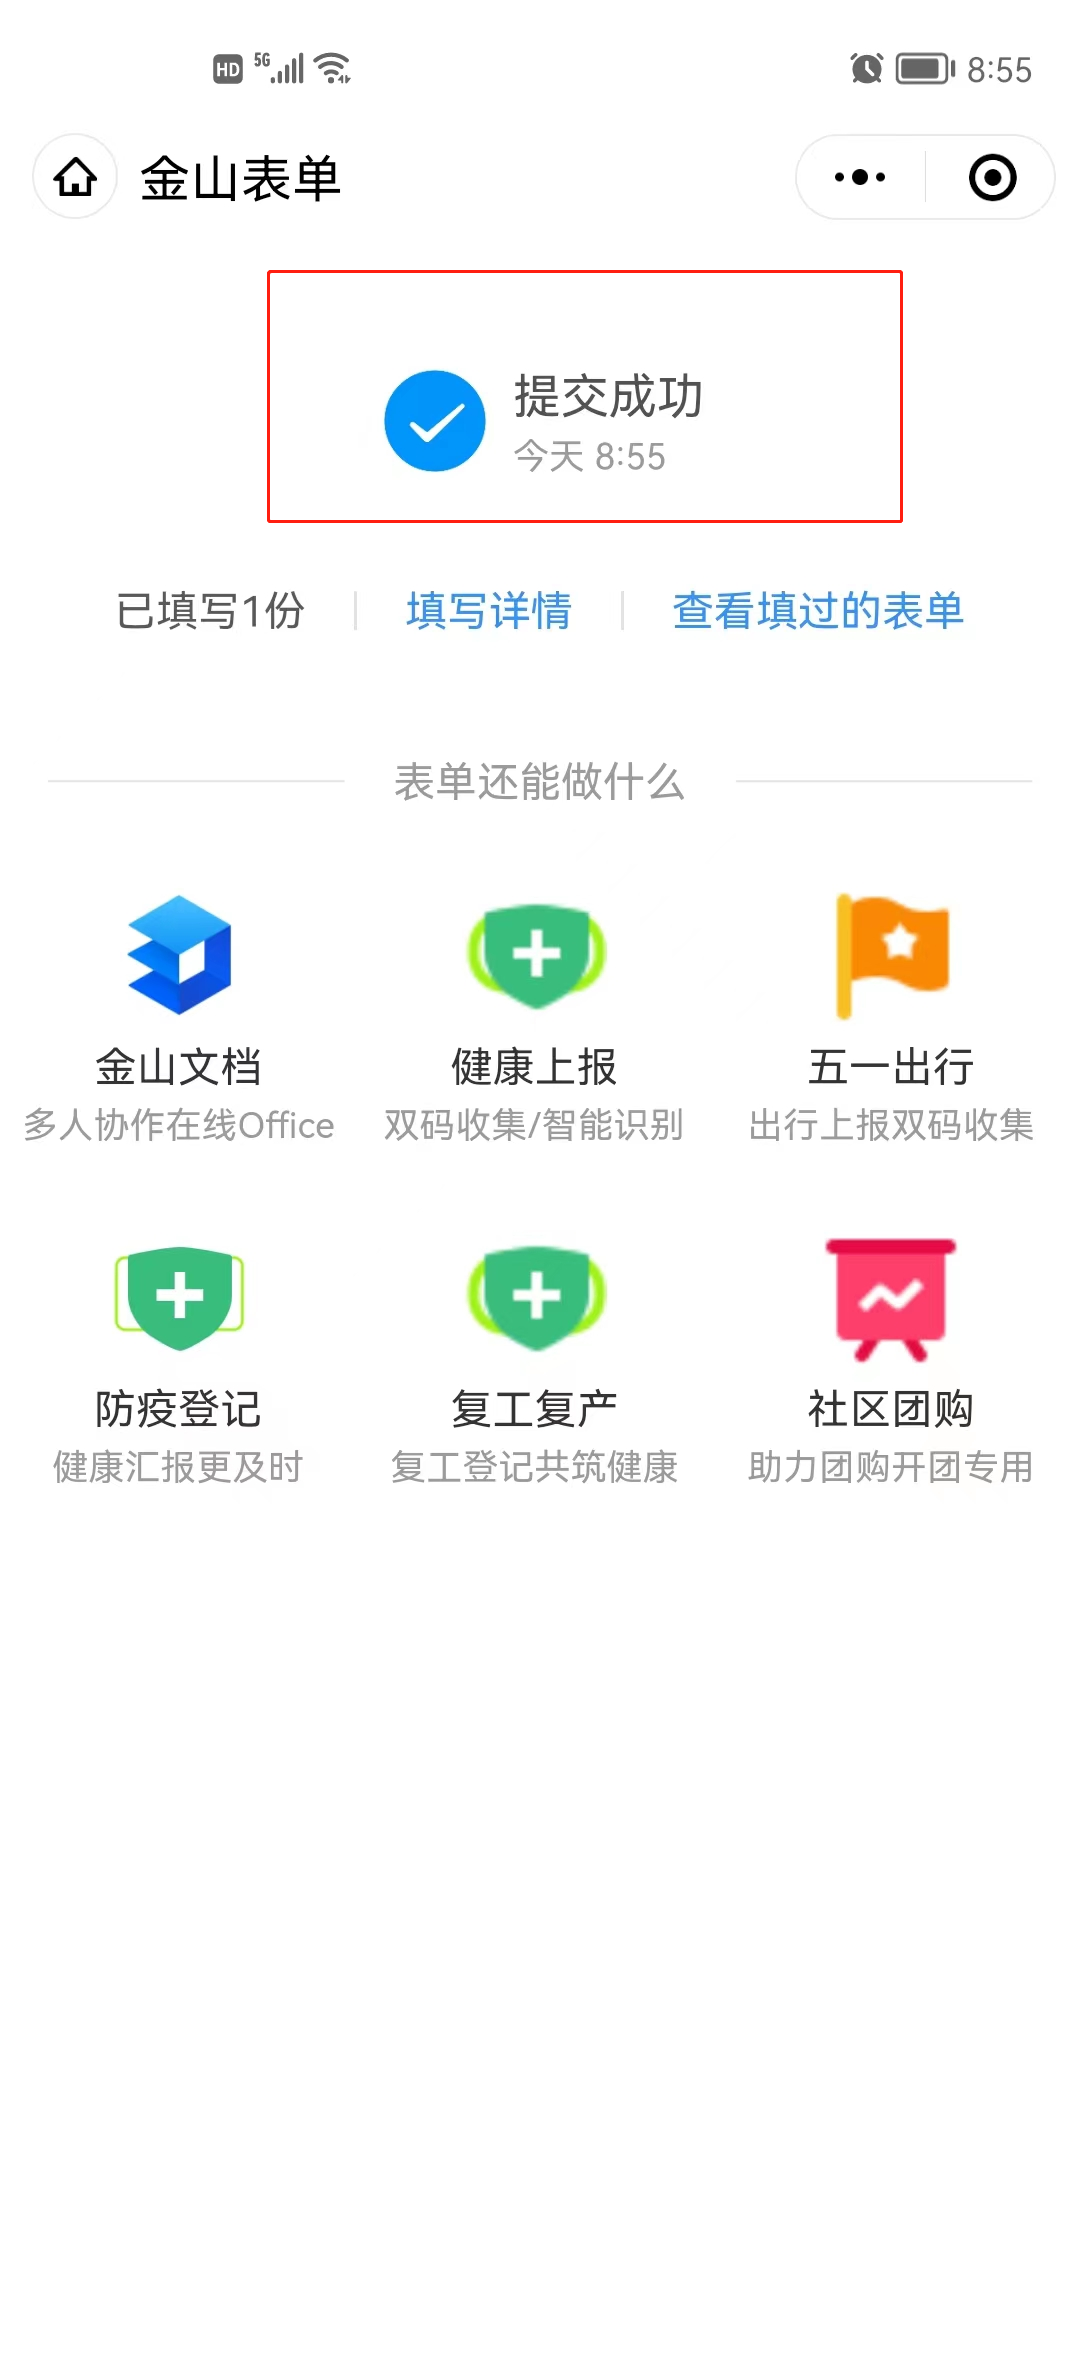 HD 5G 8:55
金山表单
提交成功
今天 8:55
已填写1份 填写详情 查看填过的表单
表单还能做什么
金山文档 健康上报 五一出行
多人协作在线Office 双码收集/智能识别 出行上报双码收集
防疫登记 复工复产 社区团购
健康汇报更及时 复工登记共筑健康 助力团购开团专用